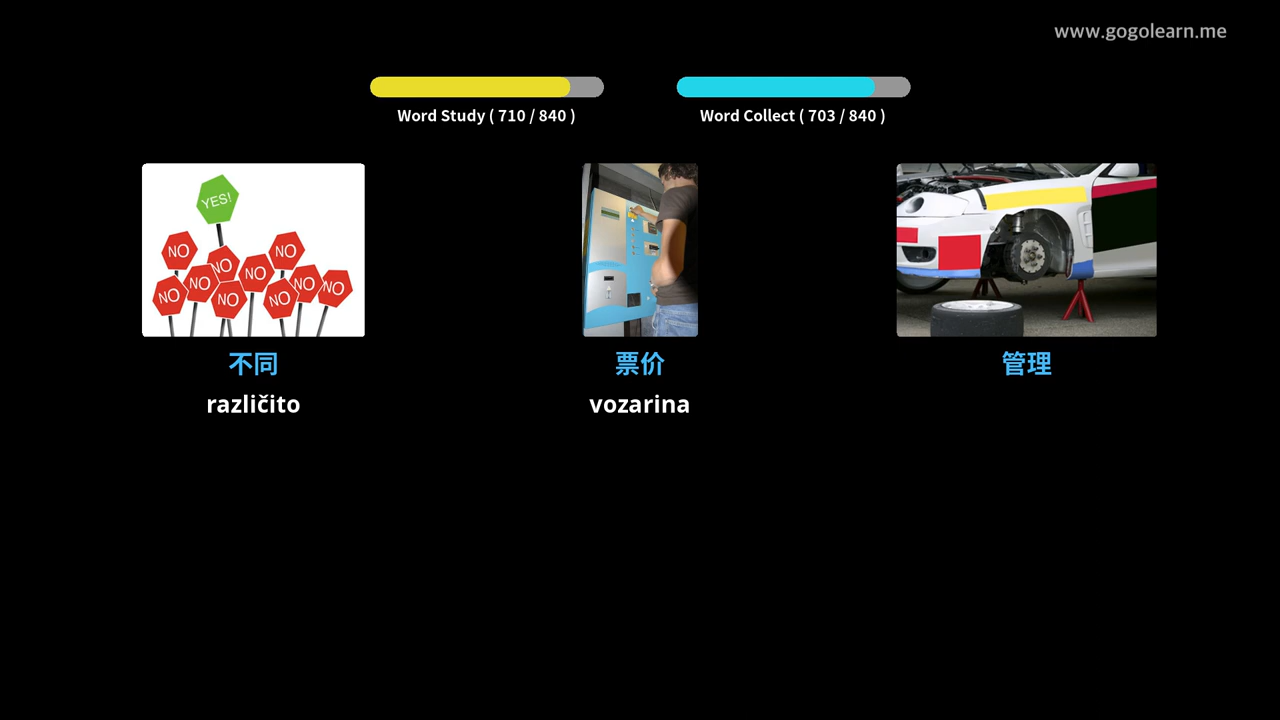 www.gogolearn.me
Word Study ( 710 / 840 )
Word Collect ( 703 / 840 )
YES!
NO
NO
NO
NO
NO
NO
NO
NO
NO
NO
不同
票价
管理
različito
vozarina